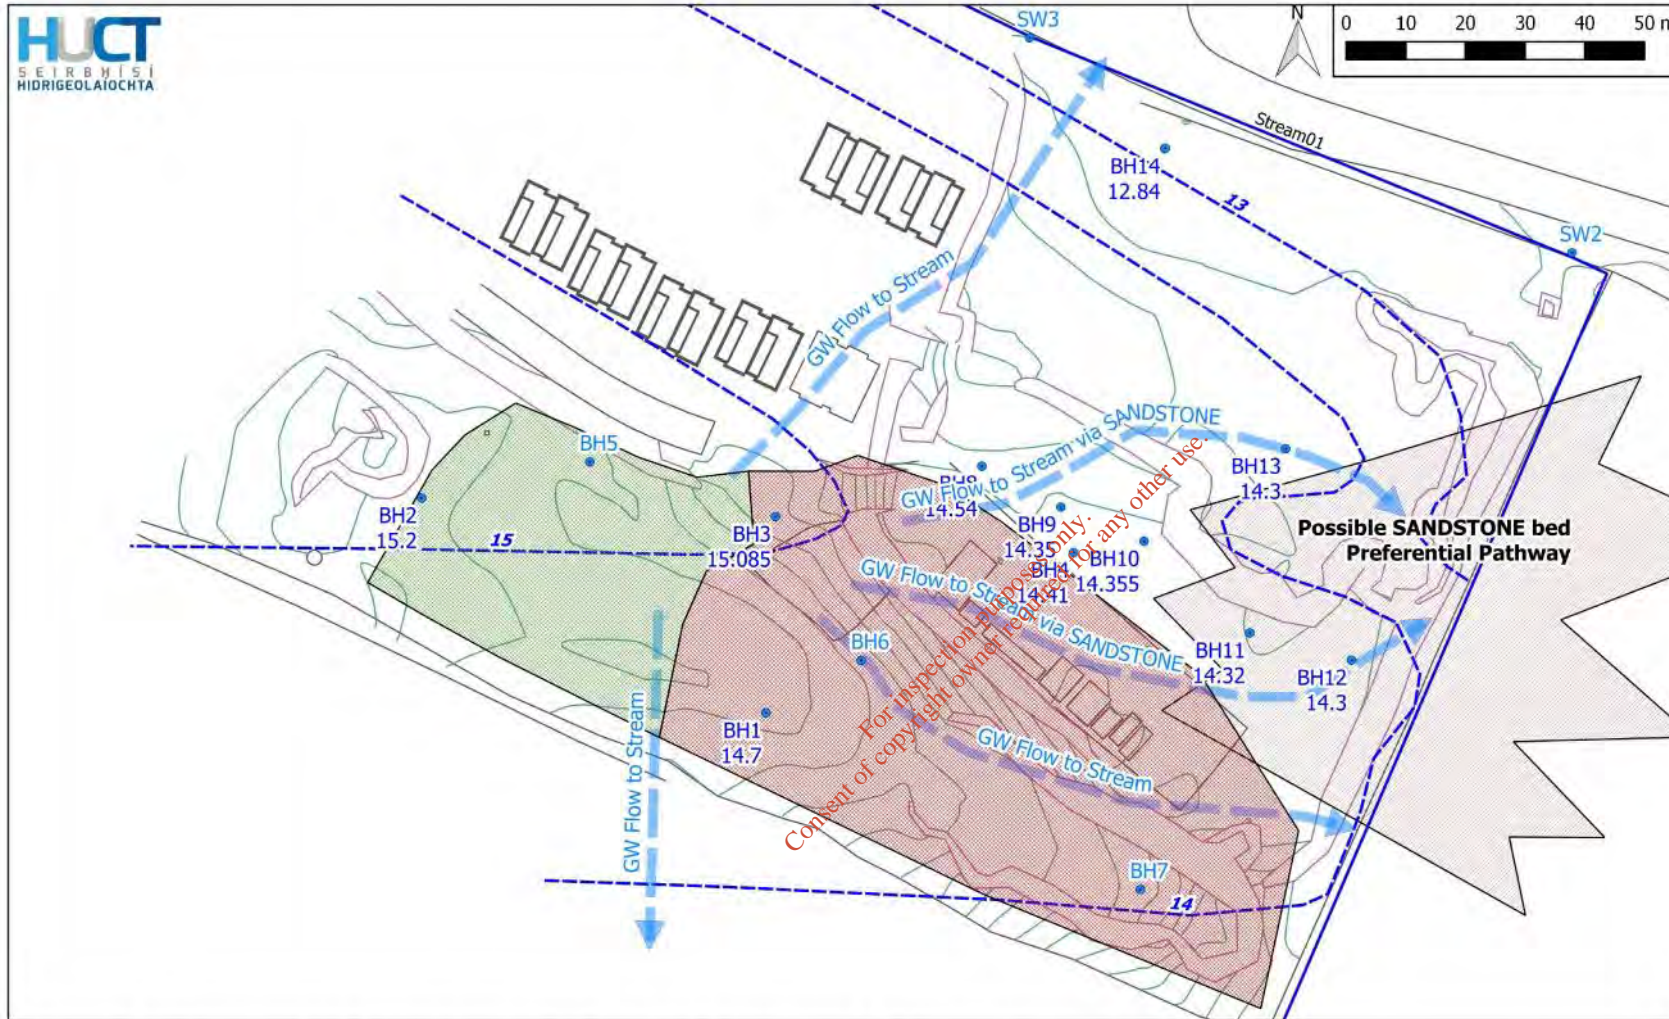 HUCT
SEIRBHÍSÍ
HIDRIGEOLAÍOCHTA
SW3
N
0 10 20 30 40 50 m
Stream01
BH14
12.84
13
SW2
GW Flow to Stream
GW Flow to Stream via SANDSTONE
BH5
BH2
15.2
15
BH3
15.085
BH8
14.54
BH9
14.35
BH4
14.41
BH10
14.355
BH13
14.3
Possible SANDSTONE bed
Preferential Pathway
GW Flow to Stream via SANDSTONE
BH6
BH11
14.32
BH12
14.3
BH1
14.7
GW Flow to Stream
GW Flow to Stream
BH7
14
For inspection purposes only.
Consent of copyright owner required for any other use.